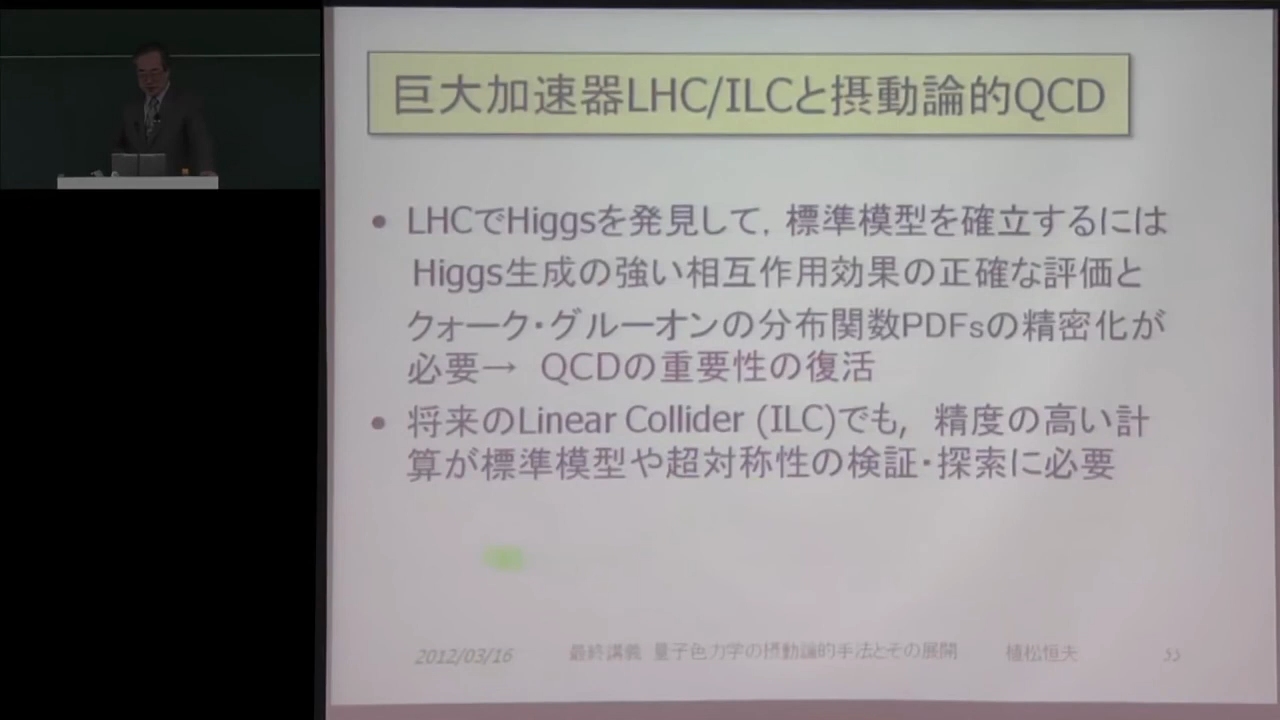 巨大加速器LHC/ILCと摂動論的QCD
• LHCでHiggsを発見して，標準模型を確立するには
Higgs生成の強い相互作用効果の正確な評価と
クォーク・グルーオンの分布関数PDFsの精密化が
必要→ QCDの重要性の復活
• 将来のLinear Collider (ILC)でも，精度の高い計
算が標準模型や超対称性の検証・探索に必要
2012/03/16 最終講義 量子色力学の摂動論的手法とその展開 植松恒夫 55